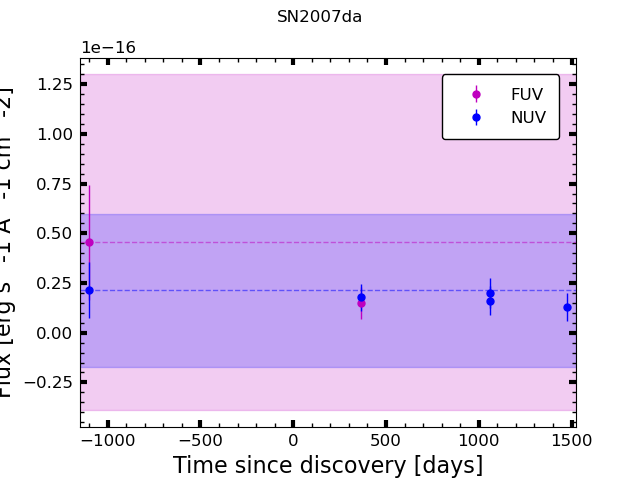 SN2007da
1e−16
FUV
NUV
1.25
1.00
0.75
0.50
0.25
0.00
−0.25
Flux [erg s -1 A -1 cm -2]
−1000
−500
0
500
1000
1500
Time since discovery [days]